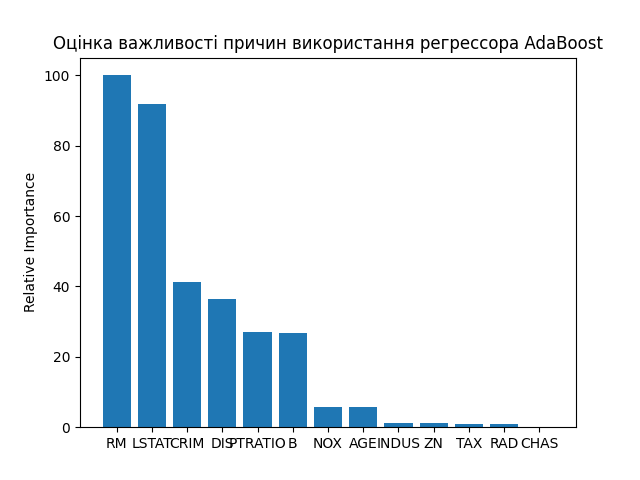 Оцінка важливості причин використання регрессора AdaBoost
100
80
60
40
20
0
Relative Importance
RM LSTAT CRIM DIS PTRATIO B NOX AGE INDUS ZN TAX RAD CHAS